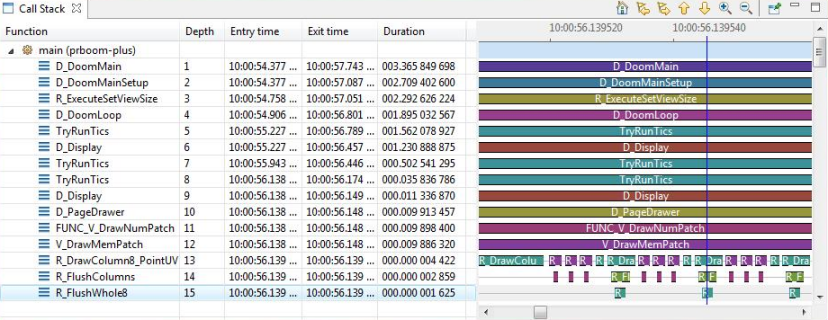 Call Stack
Function Depth Entry time Exit time Duration 10:00:56.139520 10:00:56.139540
main (prboom-plus)
D_DoomMain 1 10:00:54.377 ... 10:00:57.743 ... 003.365 849 698 D_DoomMain
D_DoomMainSetup 2 10:00:54.377 ... 10:00:57.087 ... 002.709 402 600 D_DoomMainSetup
R_ExecuteSetViewSize 3 10:00:54.758 ... 10:00:57.051 ... 002.292 626 224 R_ExecuteSetViewSize
D_DoomLoop 4 10:00:54.906 ... 10:00:56.801 ... 001.895 032 567 D_DoomLoop
TryRunTics 5 10:00:55.227 ... 10:00:56.789 ... 001.562 078 927 TryRunTics
D_Display 6 10:00:55.227 ... 10:00:56.457 ... 001.230 888 875 D_Display
TryRunTics 7 10:00:55.943 ... 10:00:56.446 ... 000.502 541 295 TryRunTics
TryRunTics 8 10:00:56.138 ... 10:00:56.174 ... 000.035 836 786 TryRunTics
D_Display 9 10:00:56.138 ... 10:00:56.149 ... 000.011 336 870 D_Display
D_PageDrawer 10 10:00:56.138 ... 10:00:56.148 ... 000.009 913 457 D_PageDrawer
FUNC_V_DrawNumPatch 11 10:00:56.138 ... 10:00:56.148 ... 000.009 898 400 FUNC_V_DrawNumPatch
V_DrawMemPatch 12 10:00:56.138 ... 10:00:56.148 ... 000.009 886 320 V_DrawMemPatch
R_DrawColumn8_PointUV 13 10:00:56.139 ... 10:00:56.139 ... 000.000 004 422 R_DrawColu R R R R_Dra R R R R R_Dra R R R R R_Dra
R_FlushColumns 14 10:00:56.139 ... 10:00:56.139 ... 000.000 002 859 R_Fl R_F R_F
R_FlushWhole8 15 10:00:56.139 ... 10:00:56.139 ... 000.000 001 625 R R R